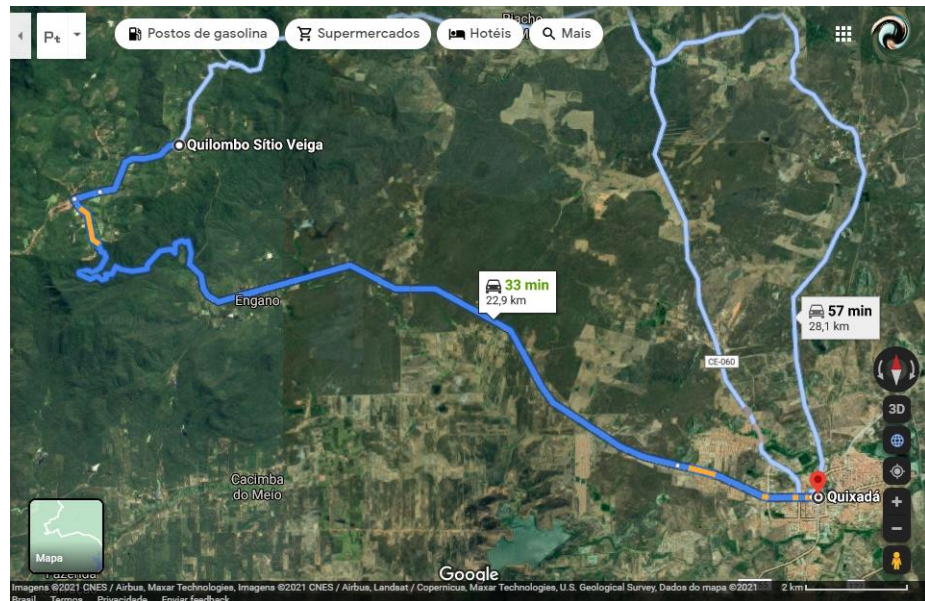 Postos de gasolina
Supermercados
Hotéis
Mais
Riacho
Quilombo Sítio Veiga
Engano
33 min
22,9 km
57 min
28,1 km
CE-060
3D
Cacimba
do Meio
Quixadá
Mapa
Fazenda
Google
Imagens ©2021 CNES / Airbus, Maxar Technologies, Imagens ©2021 CNES / Airbus, Landsat / Copernicus, Maxar Technologies, U.S. Geological Survey, Dados do mapa ©2021
2 km
Brasil Termos Privacidade Enviar feedback